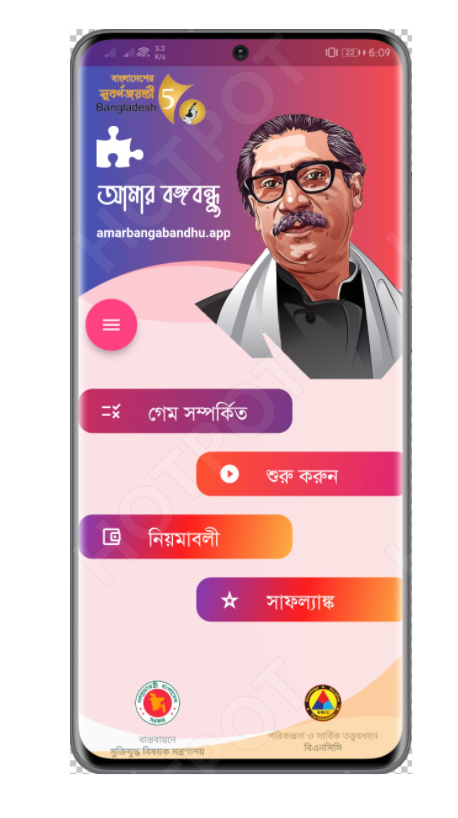 3.3
K/s
22
6:09
বাংলাদেশের
সুবর্ণজয়ন্তী
Bangladesh 50
আমার বঙ্গবন্ধু
amarbangabandhu.app
গেম সম্পর্কিত
শুরু করুন
নিয়মাবলী
সাফল্যাঙ্ক
বাস্তবায়নে
মুক্তিযুদ্ধ বিষয়ক মন্ত্রণালয়
পরিকল্পনা ও সার্বিক তত্ত্বাবধানে
বিএনসিসি
HOTPOT